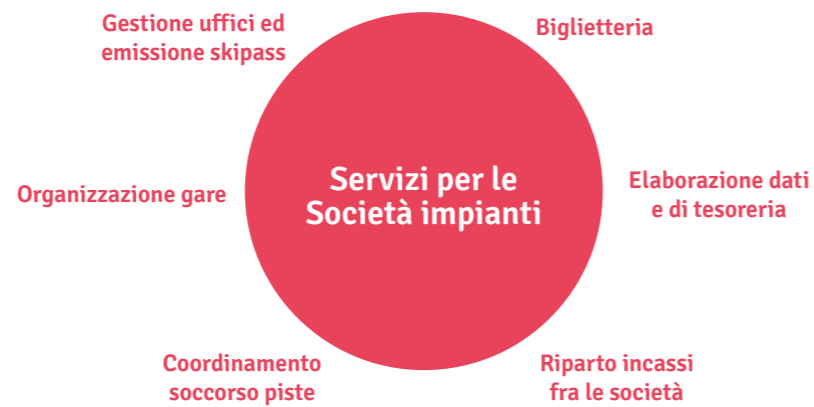 Gestione uffici ed
emissione skipass
Biglietteria
Organizzazione gare
Servizi per le
Società impianti
Elaborazione dati
e di tesoreria
Coordinamento
soccorso piste
Riparto incassi
fra le società